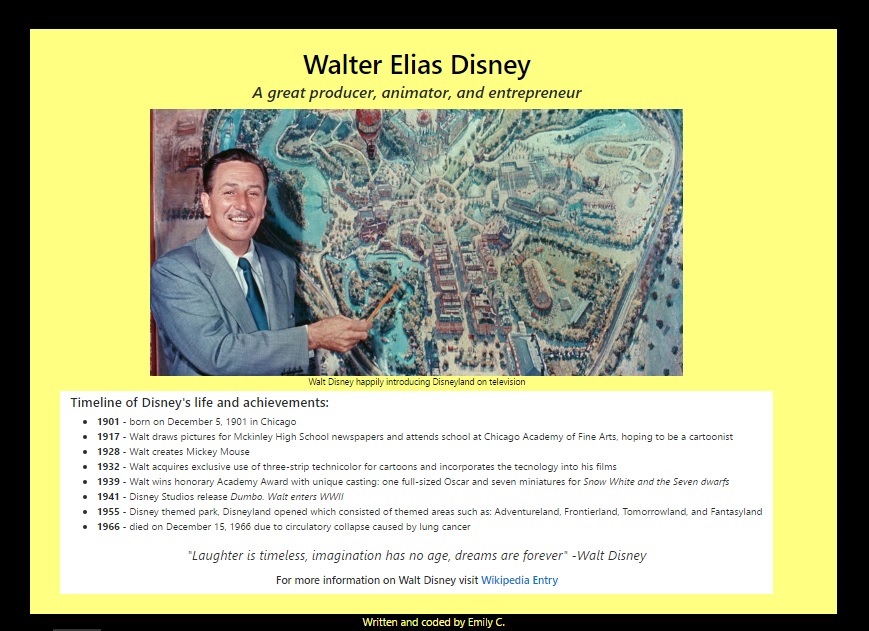 Walter Elias Disney
A great producer, animator, and entrepreneur
Walt Disney happily introducing Disneyland on television
Timeline of Disney's life and achievements:
• 1901 - born on December 5, 1901 in Chicago
• 1917 - Walt draws pictures for Mckinley High School newspapers and attends school at Chicago Academy of Fine Arts, hoping to be a cartoonist
• 1928 - Walt creates Mickey Mouse
• 1932 - Walt acquires exclusive use of three-strip technicolor for cartoons and incorporates the tecnology into his films
• 1939 - Walt wins honorary Academy Award with unique casting: one full-sized Oscar and seven miniatures for Snow White and the Seven dwarfs
• 1941 - Disney Studios release Dumbo. Walt enters WWII
• 1955 - Disney themed park, Disneyland opened which consisted of themed areas such as: Adventureland, Frontierland, Tomorrowland, and Fantasyland
• 1966 - died on December 15, 1966 due to circulatory collapse caused by lung cancer
"Laughter is timeless, imagination has no age, dreams are forever" -Walt Disney
For more information on Walt Disney visit Wikipedia Entry
Written and coded by Emily C.